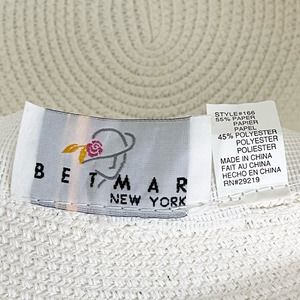 BETMAR
NEW YORK
STYLE#166
55% PAPER
PAPIER
PAPEL
45% POLYESTER
POLYESTER
POLIESTER
MADE IN CHINA
FAIT AU CHINA
HECHO EN CHINA
RN#29219